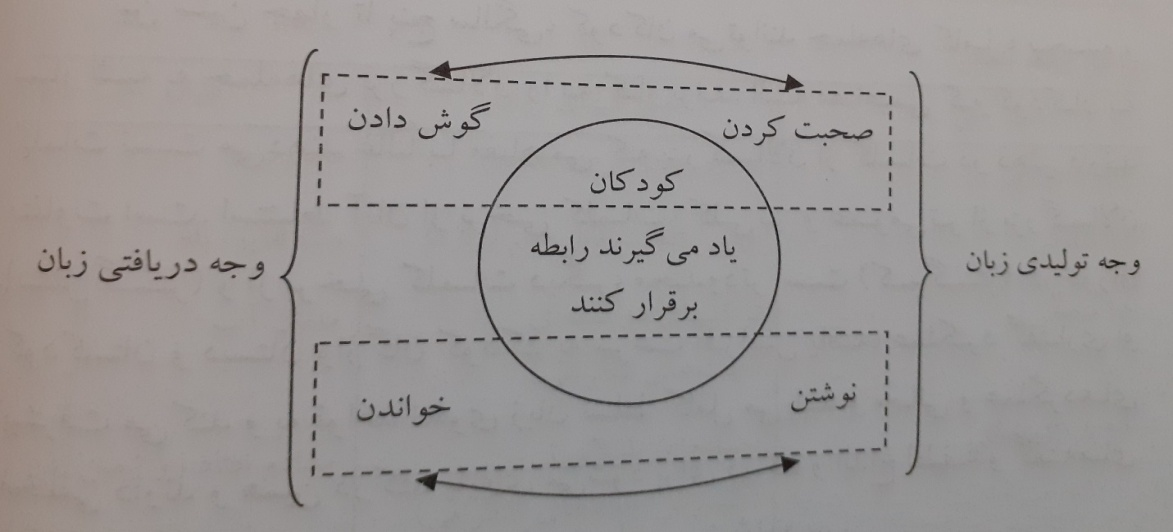 صحبت کردن
گوش دادن
کودکان
یاد می‌گیرند رابطه
برقرار کنند
وجه تولیدی زبان
وجه دریافتی زبان
نوشتن
خواندن